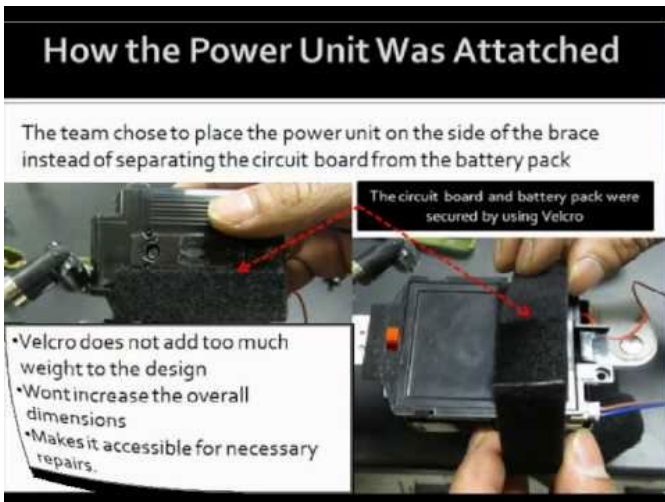 How the Power Unit Was Attatched
The team chose to place the power unit on the side of the brace
instead of separating the circuit board from the battery pack
The circuit board and battery pack were
secured by using Velcro
•Velcro does not add too much
weight to the design
•Wont increase the overall
dimensions
•Makes it accessible for necessary
repairs.